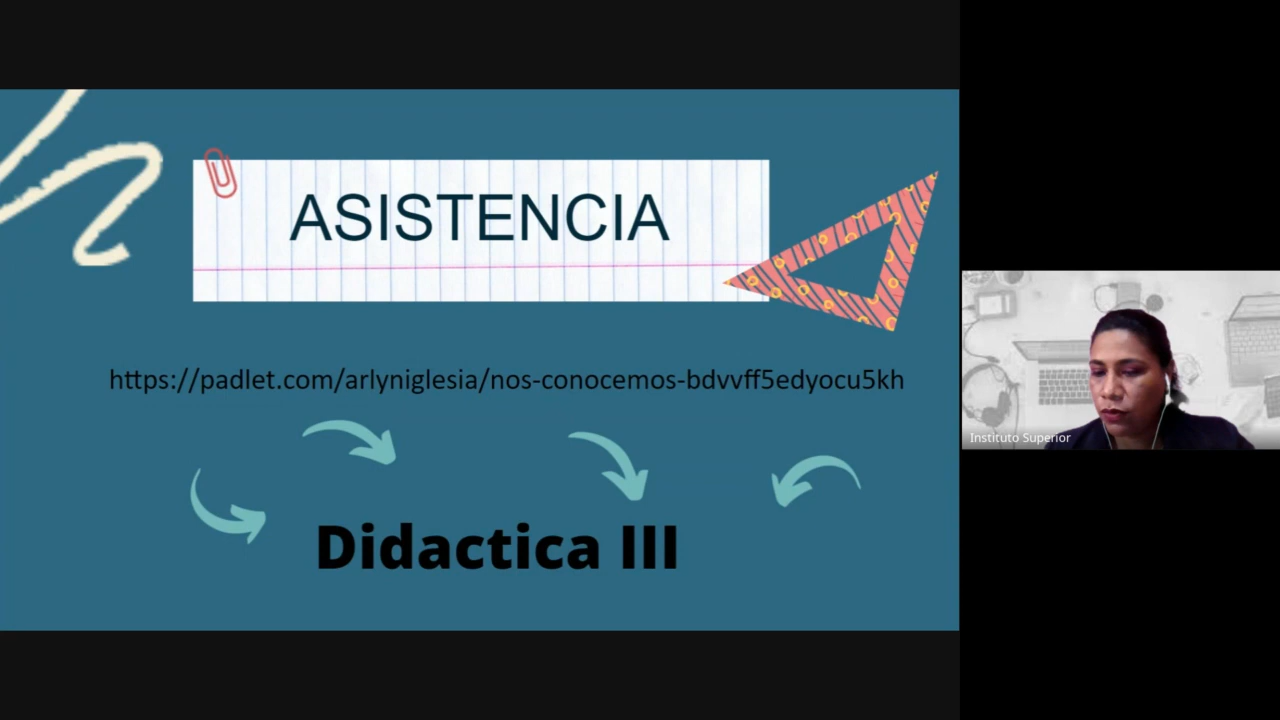 ASISTENCIA
https://padlet.com/arlyniglesia/nos-conocemos-bdvvff5edyocu5kh
Didactica III
Instituto Superior